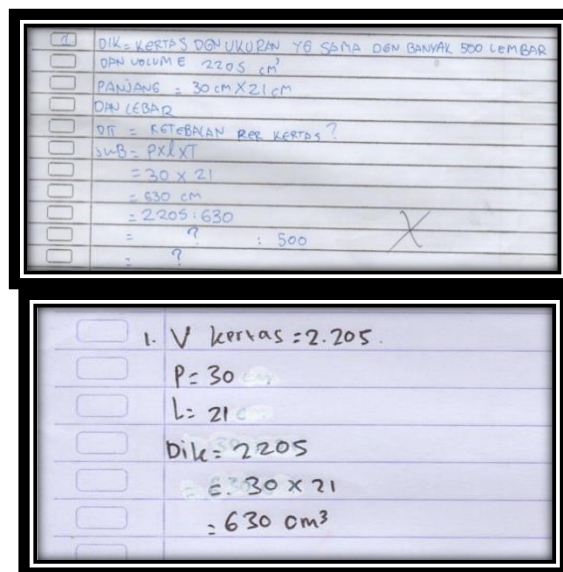 1 DIK = KERTAS DGN UKURAN YG SAMA DGN BANYAK 500 LEMBAR
DAN VOLUME 2205 cm³
PANJANG = 30 cm X 21 cm
DAN LEBAR
DIT = KETEBALAN PER KERTAS?
JWB = PXLXT
= 30 X 21
= 630 cm
= 2205 : 630
= ? : 500
= ?
X
1. V kertas = 2.205.
P = 30
L = 21
Dik = 2205
= 30 X 21
= 630 cm³